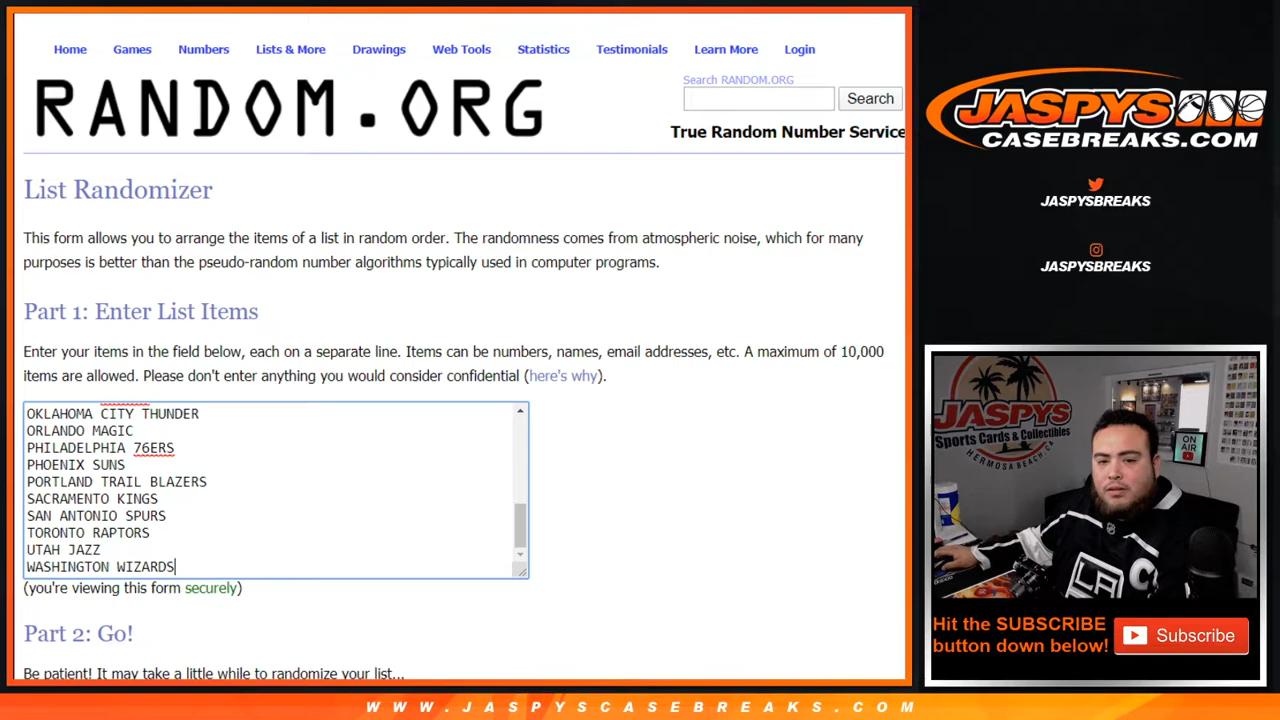 Home Games Numbers Lists & More Drawings Web Tools Statistics Testimonials Learn More Login
RANDOM.ORG
Search RANDOM.ORG
Search
True Random Number Service
List Randomizer
This form allows you to arrange the items of a list in random order. The randomness comes from atmospheric noise, which for many
purposes is better than the pseudo-random number algorithms typically used in computer programs.
Part 1: Enter List Items
Enter your items in the field below, each on a separate line. Items can be numbers, names, email addresses, etc. A maximum of 10,000
items are allowed. Please don't enter anything you would consider confidential (here's why).
OKLAHOMA CITY THUNDER
ORLANDO MAGIC
PHILADELPHIA 76ERS
PHOENIX SUNS
PORTLAND TRAIL BLAZERS
SACRAMENTO KINGS
SAN ANTONIO SPURS
TORONTO RAPTORS
UTAH JAZZ
WASHINGTON WIZARDS
(you're viewing this form securely)
Part 2: Go!
Be patient! It may take a little while to randomize your list...
JASPYS
CASEBREAKS.COM
JASPYSBREAKS
JASPYSBREAKS
JASPYS
Sports Cards & Collectibles
HERMOSA BEACH, CA
ON
AIR
LA
C
Hit the SUBSCRIBE
button down below!
Subscribe
WWW.JASPYSCASEBREAKS.COM